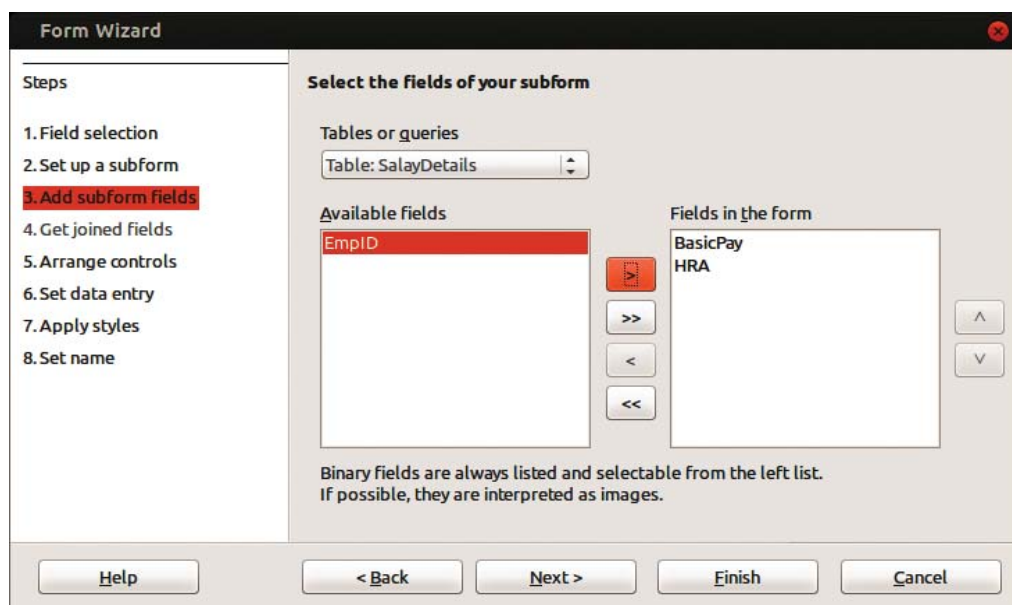 Form Wizard
Steps
1. Field selection
2. Set up a subform
3. Add subform fields
4. Get joined fields
5. Arrange controls
6. Set data entry
7. Apply styles
8. Set name
Select the fields of your subform
Tables or queries
Table: SalayDetails
Available fields
EmpID
>
>>
<
<<
Fields in the form
BasicPay
HRA
^
v
Binary fields are always listed and selectable from the left list.
If possible, they are interpreted as images.
Help
< Back
Next >
Finish
Cancel